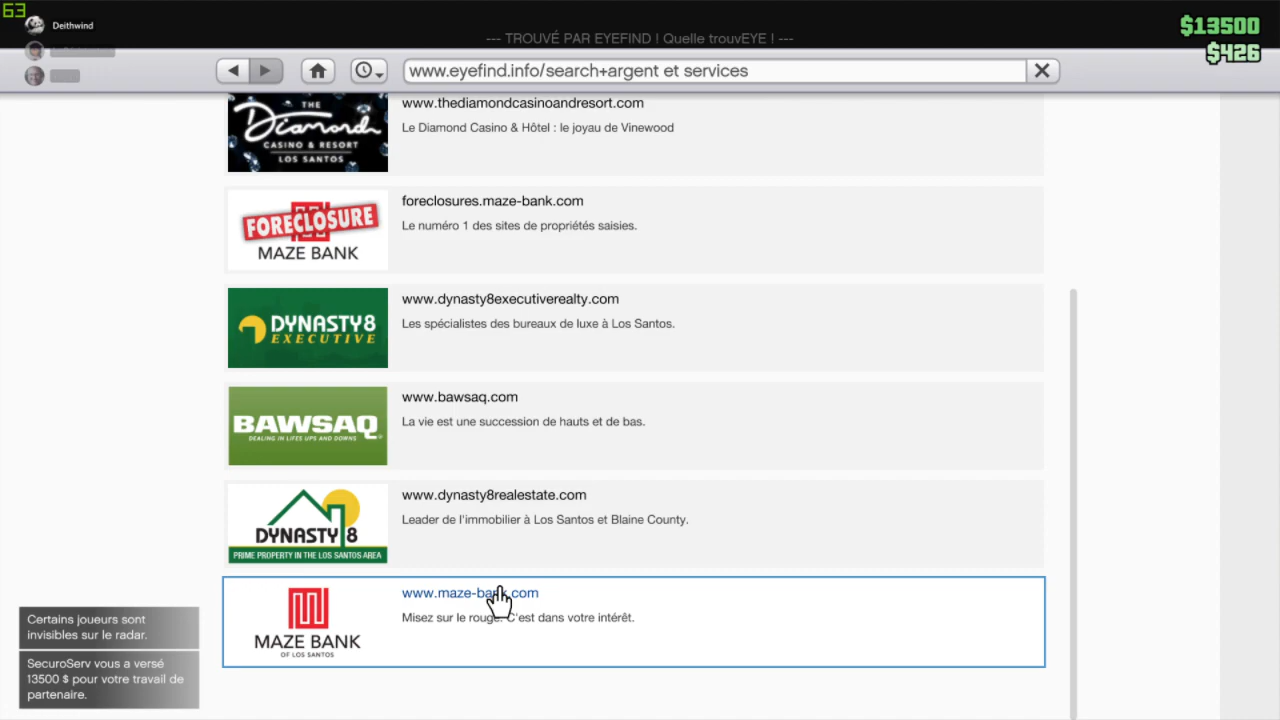 63
Deithwind
--- TROUVÉ PAR EYEFIND ! Quelle trouvEYE ! ---
$13500
$426
www.eyefind.info/search+argent et services
THE
Diamond
CASINO & RESORT
LOS SANTOS
www.thediamondcasinoandresort.com
Le Diamond Casino & Hôtel : le joyau de Vinewood
FORECLOSURE
MAZE BANK
foreclosures.maze-bank.com
Le numéro 1 des sites de propriétés saisies.
DYNASTY8
EXECUTIVE
www.dynasty8executiverealty.com
Les spécialistes des bureaux de luxe à Los Santos.
BAWSAQ
DEALING IN LIFES UPS AND DOWNS
www.bawsaq.com
La vie est une succession de hauts et de bas.
DYNASTY 8
PRIME PROPERTY IN THE LOS SANTOS AREA
www.dynasty8realestate.com
Leader de l'immobilier à Los Santos et Blaine County.
MAZE BANK
OF LOS SANTOS
www.maze-bank.com
Misez sur le rouge. C'est dans votre intérêt.
Certains joueurs sont
invisibles sur le radar.
SecuroServ vous a versé
13500 $ pour votre travail de
partenaire.